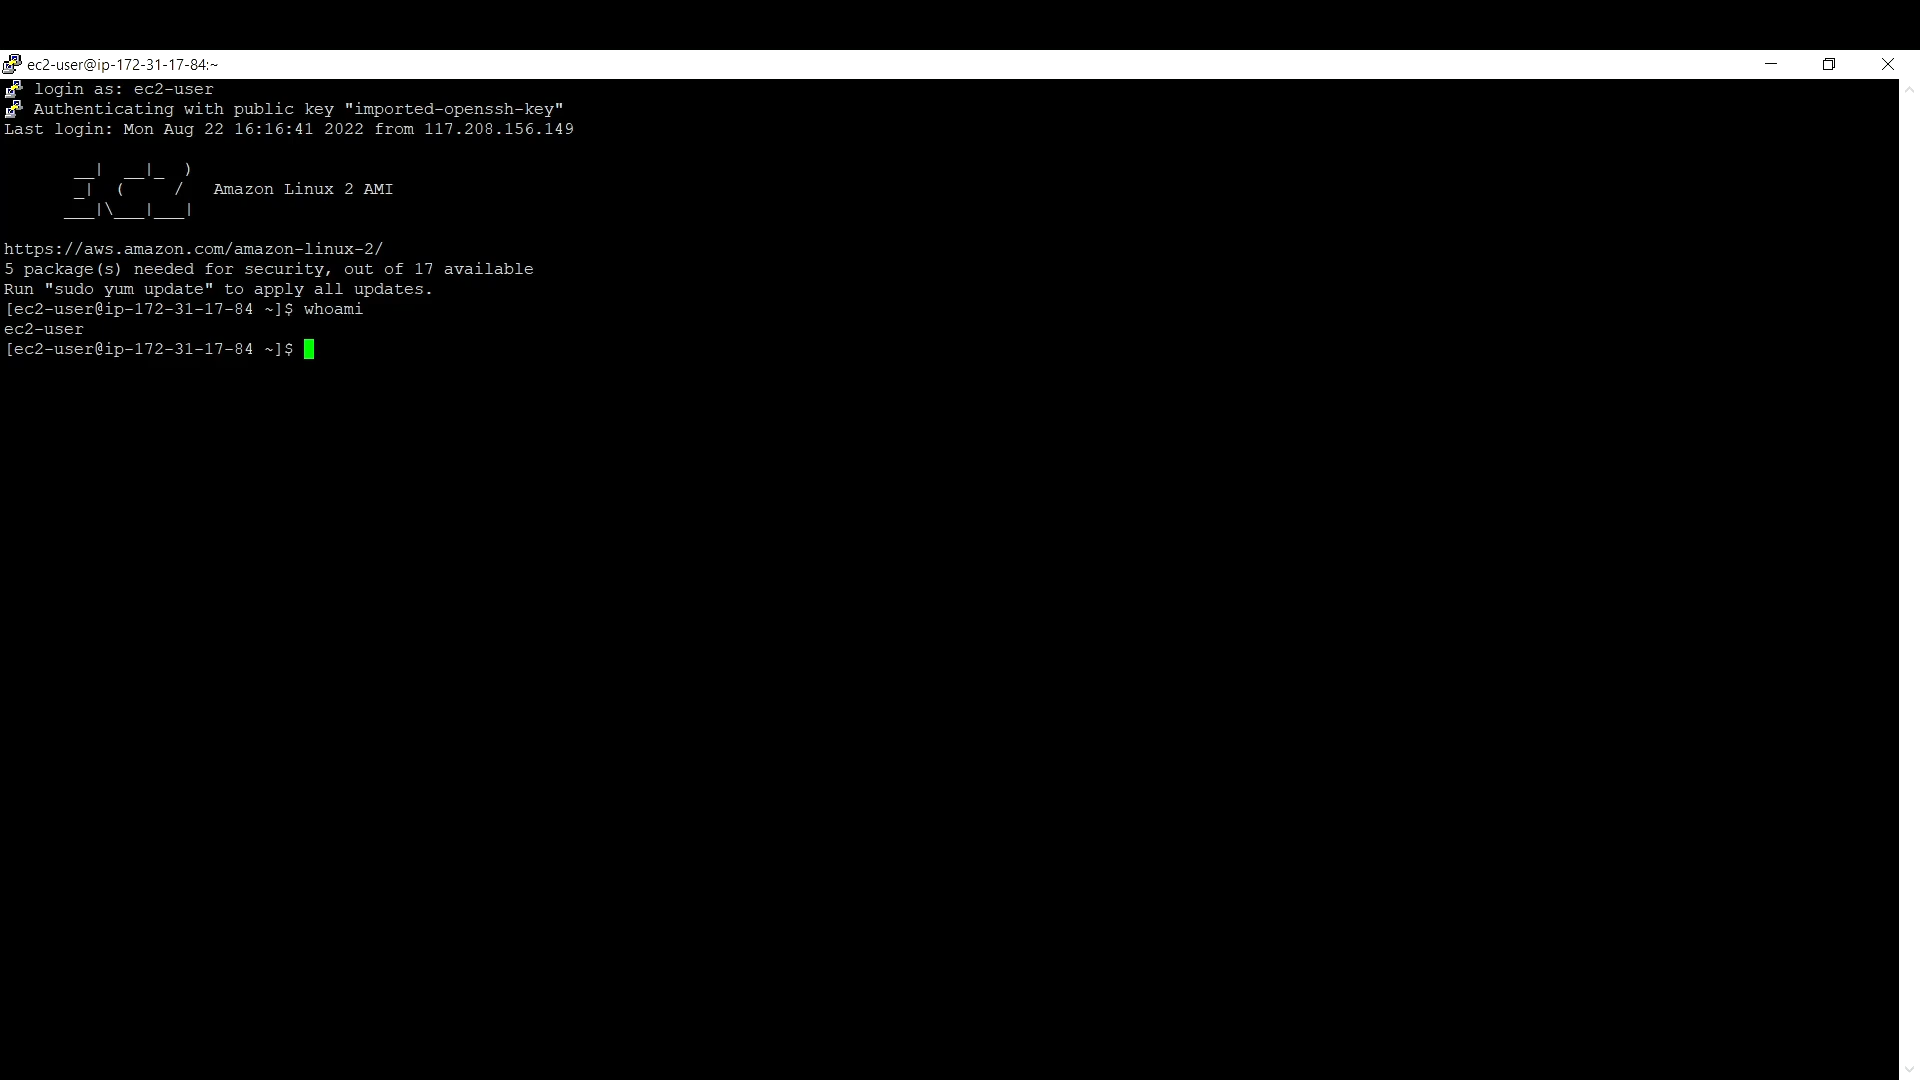 ec2-user@ip-172-31-17-84:~
login as: ec2-user
Authenticating with public key "imported-openssh-key"
Last login: Mon Aug 22 16:16:41 2022 from 117.208.156.149
       __|  __|_  )
       _|  (     /   Amazon Linux 2 AMI
      ___|\___|___|
https://aws.amazon.com/amazon-linux-2/
5 package(s) needed for security, out of 17 available
Run "sudo yum update" to apply all updates.
[ec2-user@ip-172-31-17-84 ~]$ whoami
ec2-user
[ec2-user@ip-172-31-17-84 ~]$